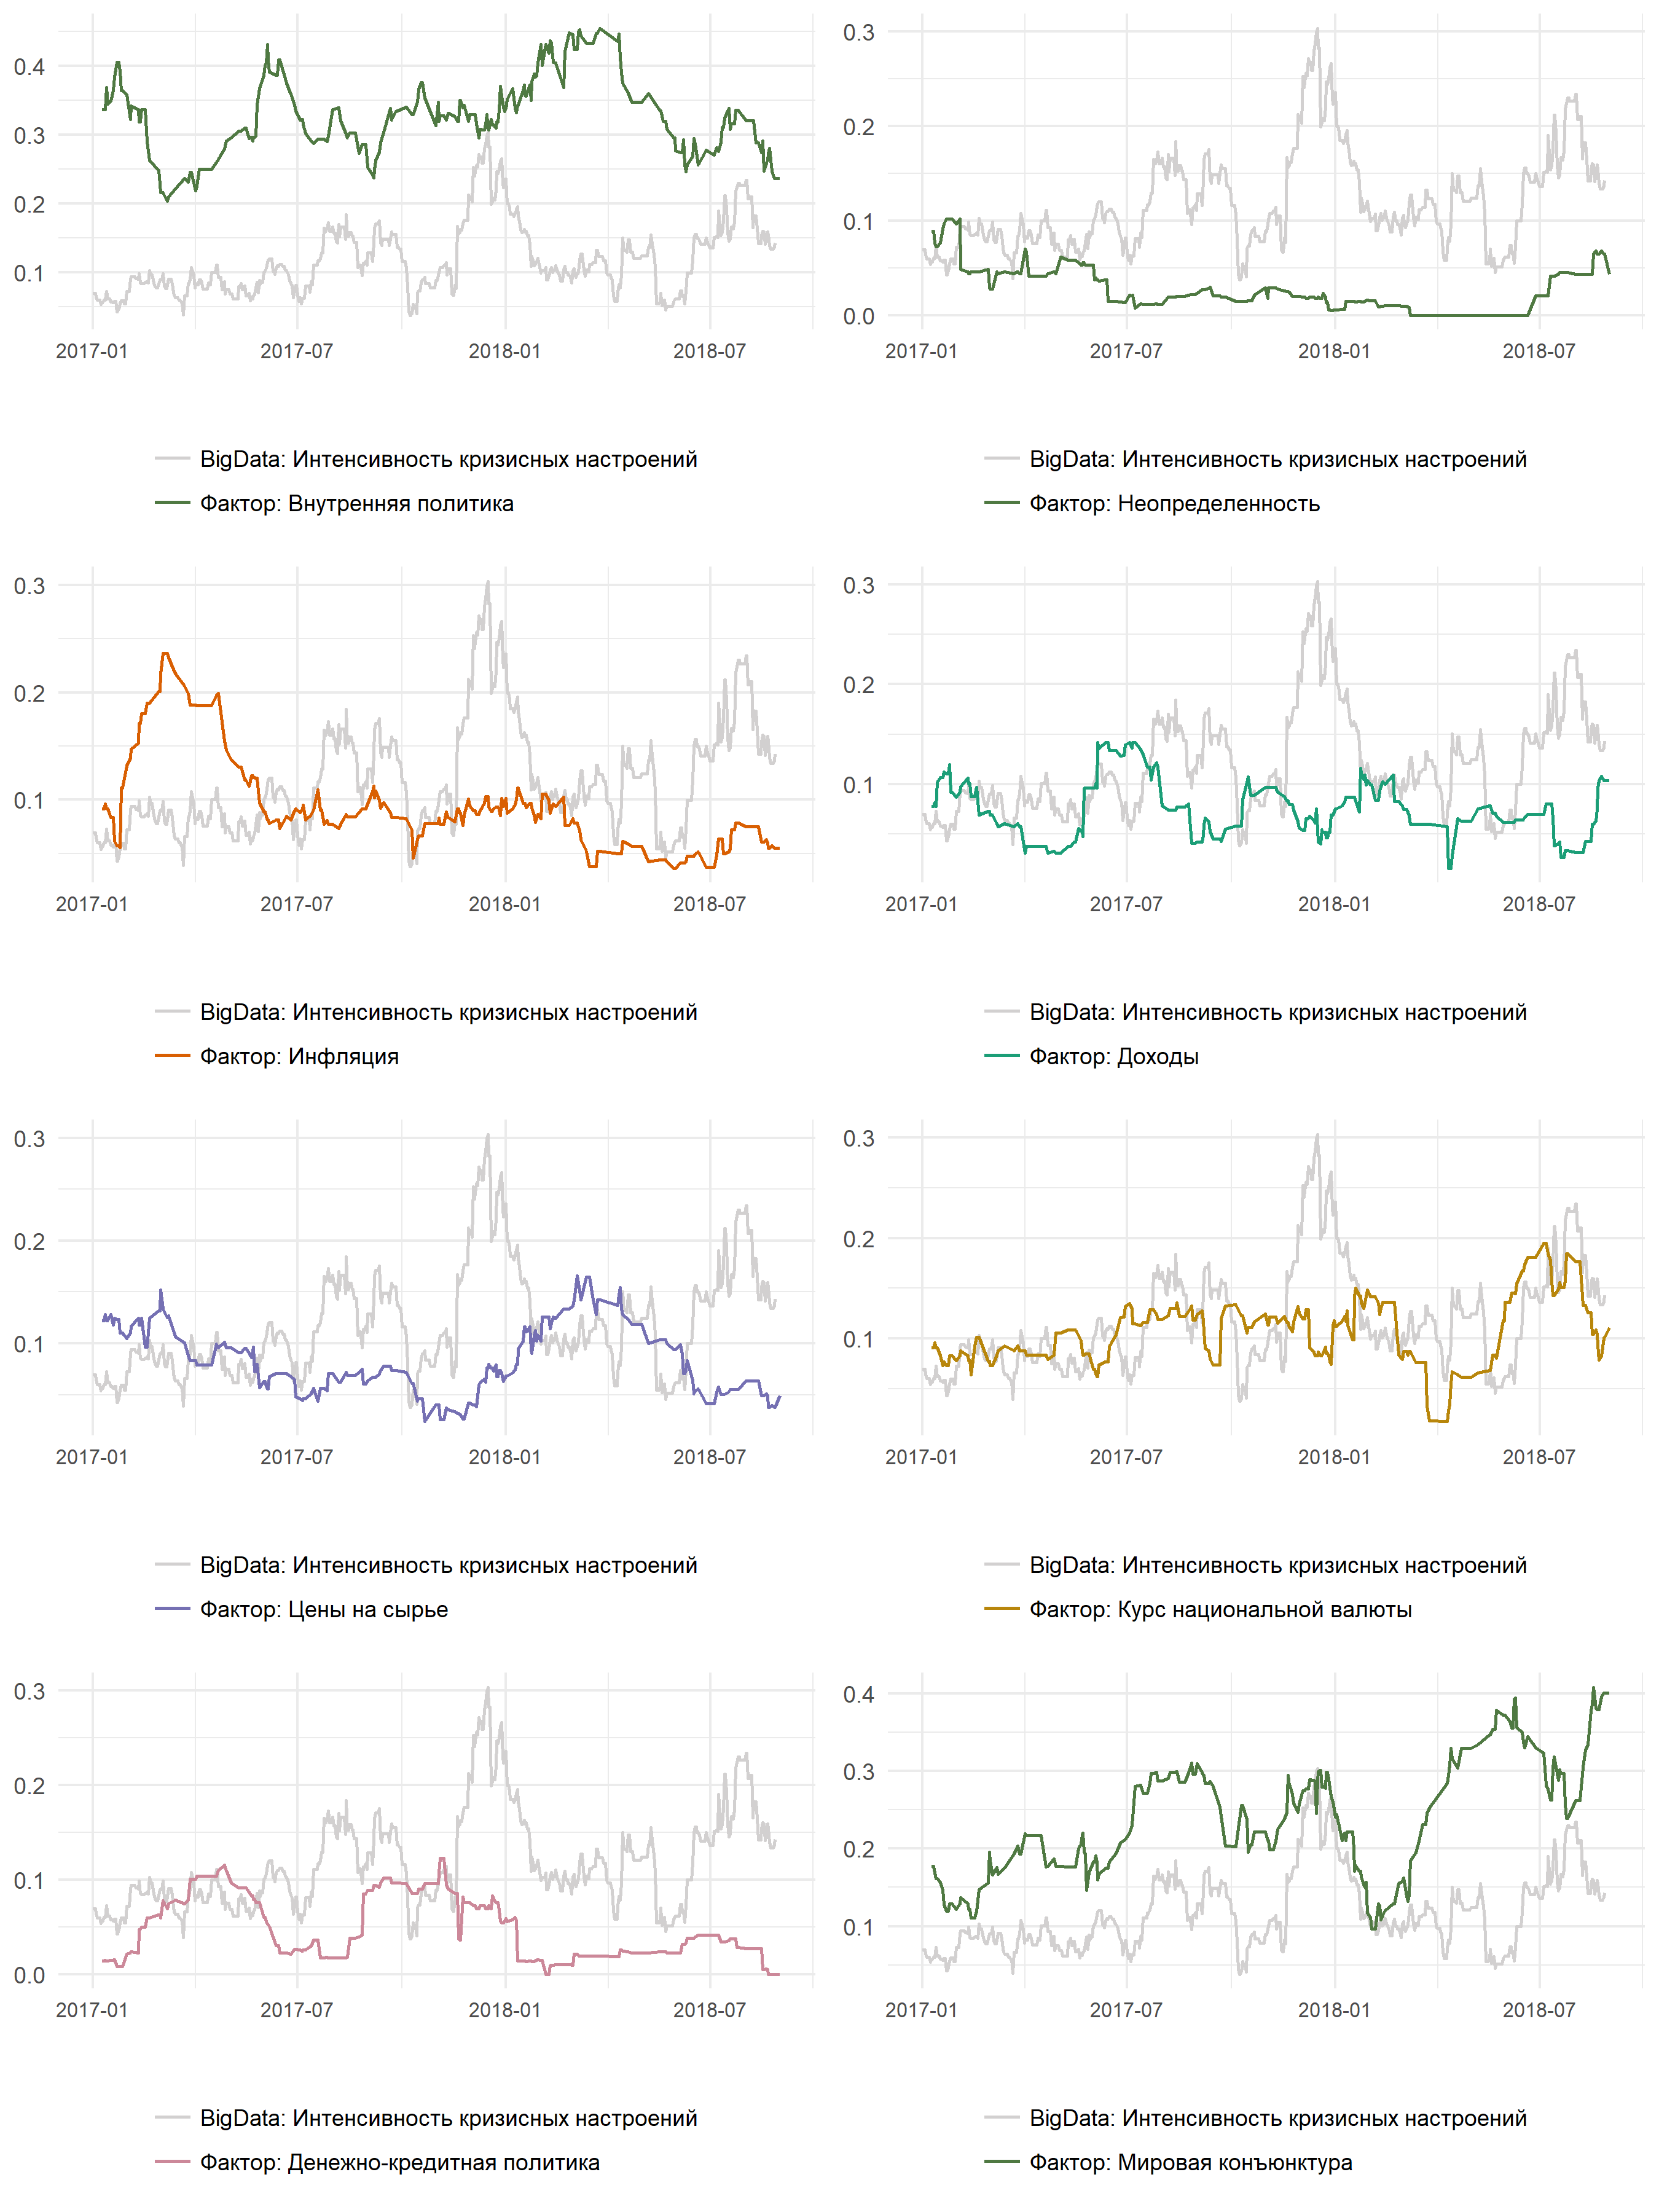 0.4
0.3
0.2
0.1
2017-01 2017-07 2018-01 2018-07
BigData: Интенсивность кризисных настроений
Фактор: Внутренняя политика
0.3
0.2
0.1
0.0
2017-01 2017-07 2018-01 2018-07
BigData: Интенсивность кризисных настроений
Фактор: Неопределенность
0.3
0.2
0.1
2017-01 2017-07 2018-01 2018-07
BigData: Интенсивность кризисных настроений
Фактор: Инфляция
0.3
0.2
0.1
2017-01 2017-07 2018-01 2018-07
BigData: Интенсивность кризисных настроений
Фактор: Доходы
0.3
0.2
0.1
2017-01 2017-07 2018-01 2018-07
BigData: Интенсивность кризисных настроений
Фактор: Цены на сырье
0.3
0.2
0.1
2017-01 2017-07 2018-01 2018-07
BigData: Интенсивность кризисных настроений
Фактор: Курс национальной валюты
0.3
0.2
0.1
0.0
2017-01 2017-07 2018-01 2018-07
BigData: Интенсивность кризисных настроений
Фактор: Денежно-кредитная политика
0.4
0.3
0.2
0.1
2017-01 2017-07 2018-01 2018-07
BigData: Интенсивность кризисных настроений
Фактор: Мировая конъюнктура